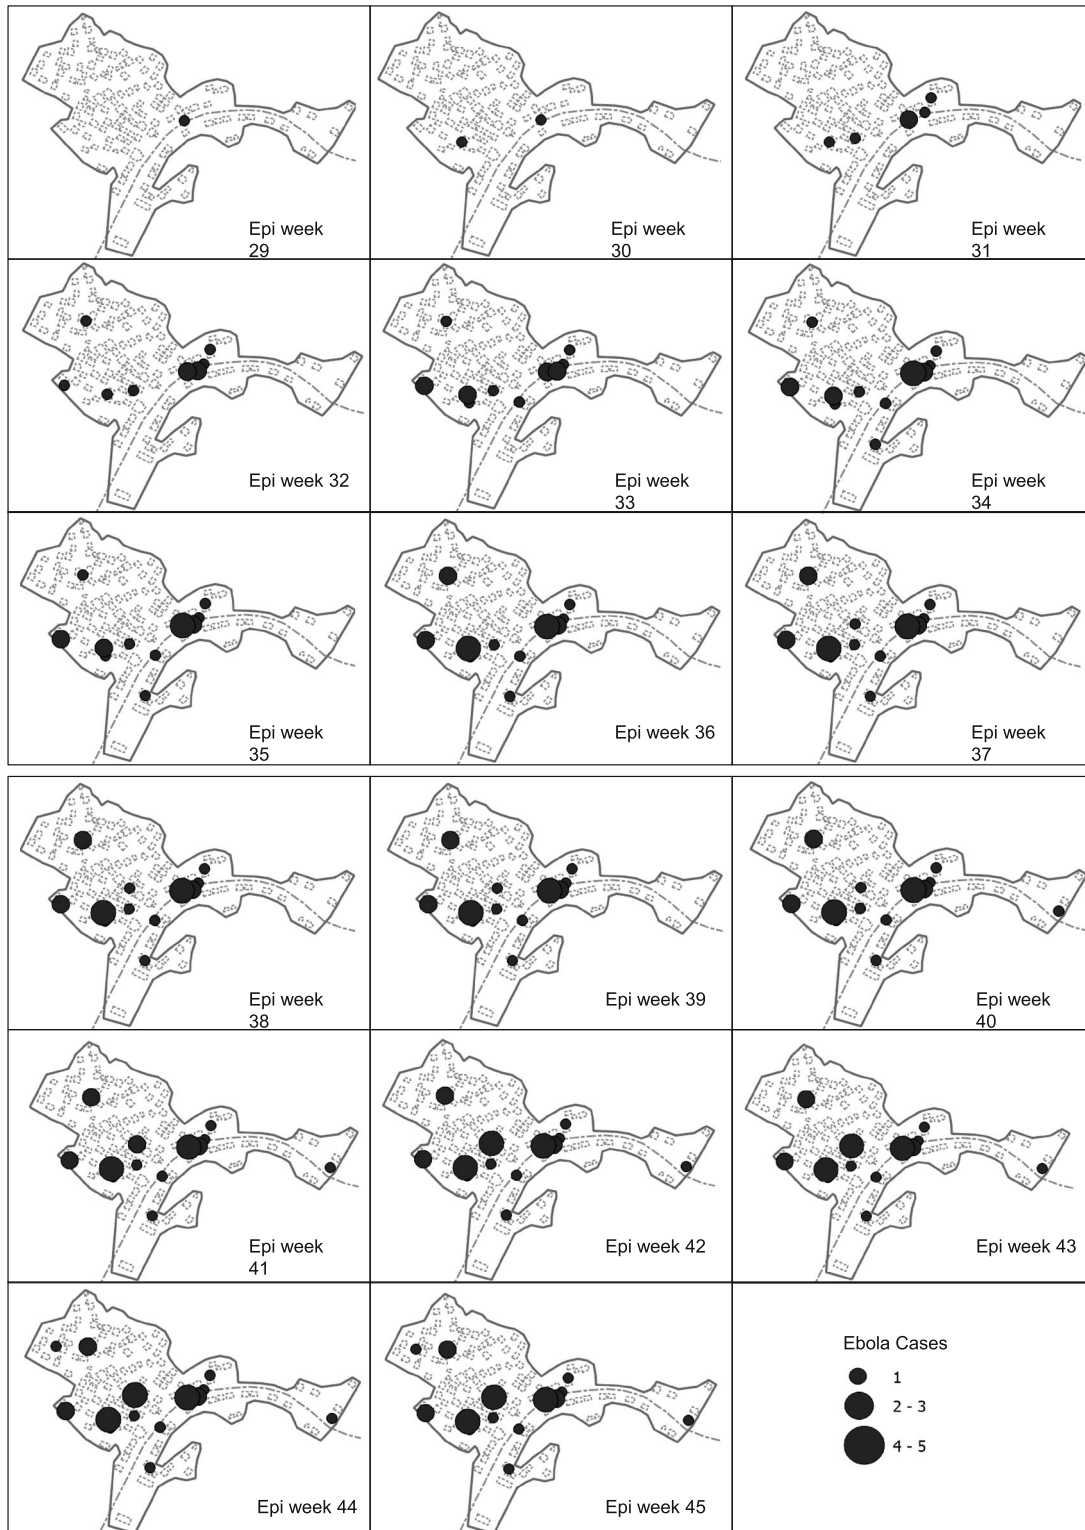 Epi week
29
Epi week
30
Epi week
31
Epi week 32
Epi week
33
Epi week
34
Epi week
35
Epi week 36
Epi week
37
Epi week
38
Epi week 39
Epi week
40
Epi week
41
Epi week 42
Epi week 43
Epi week 44
Epi week 45
Ebola Cases
1
2 - 3
4 - 5